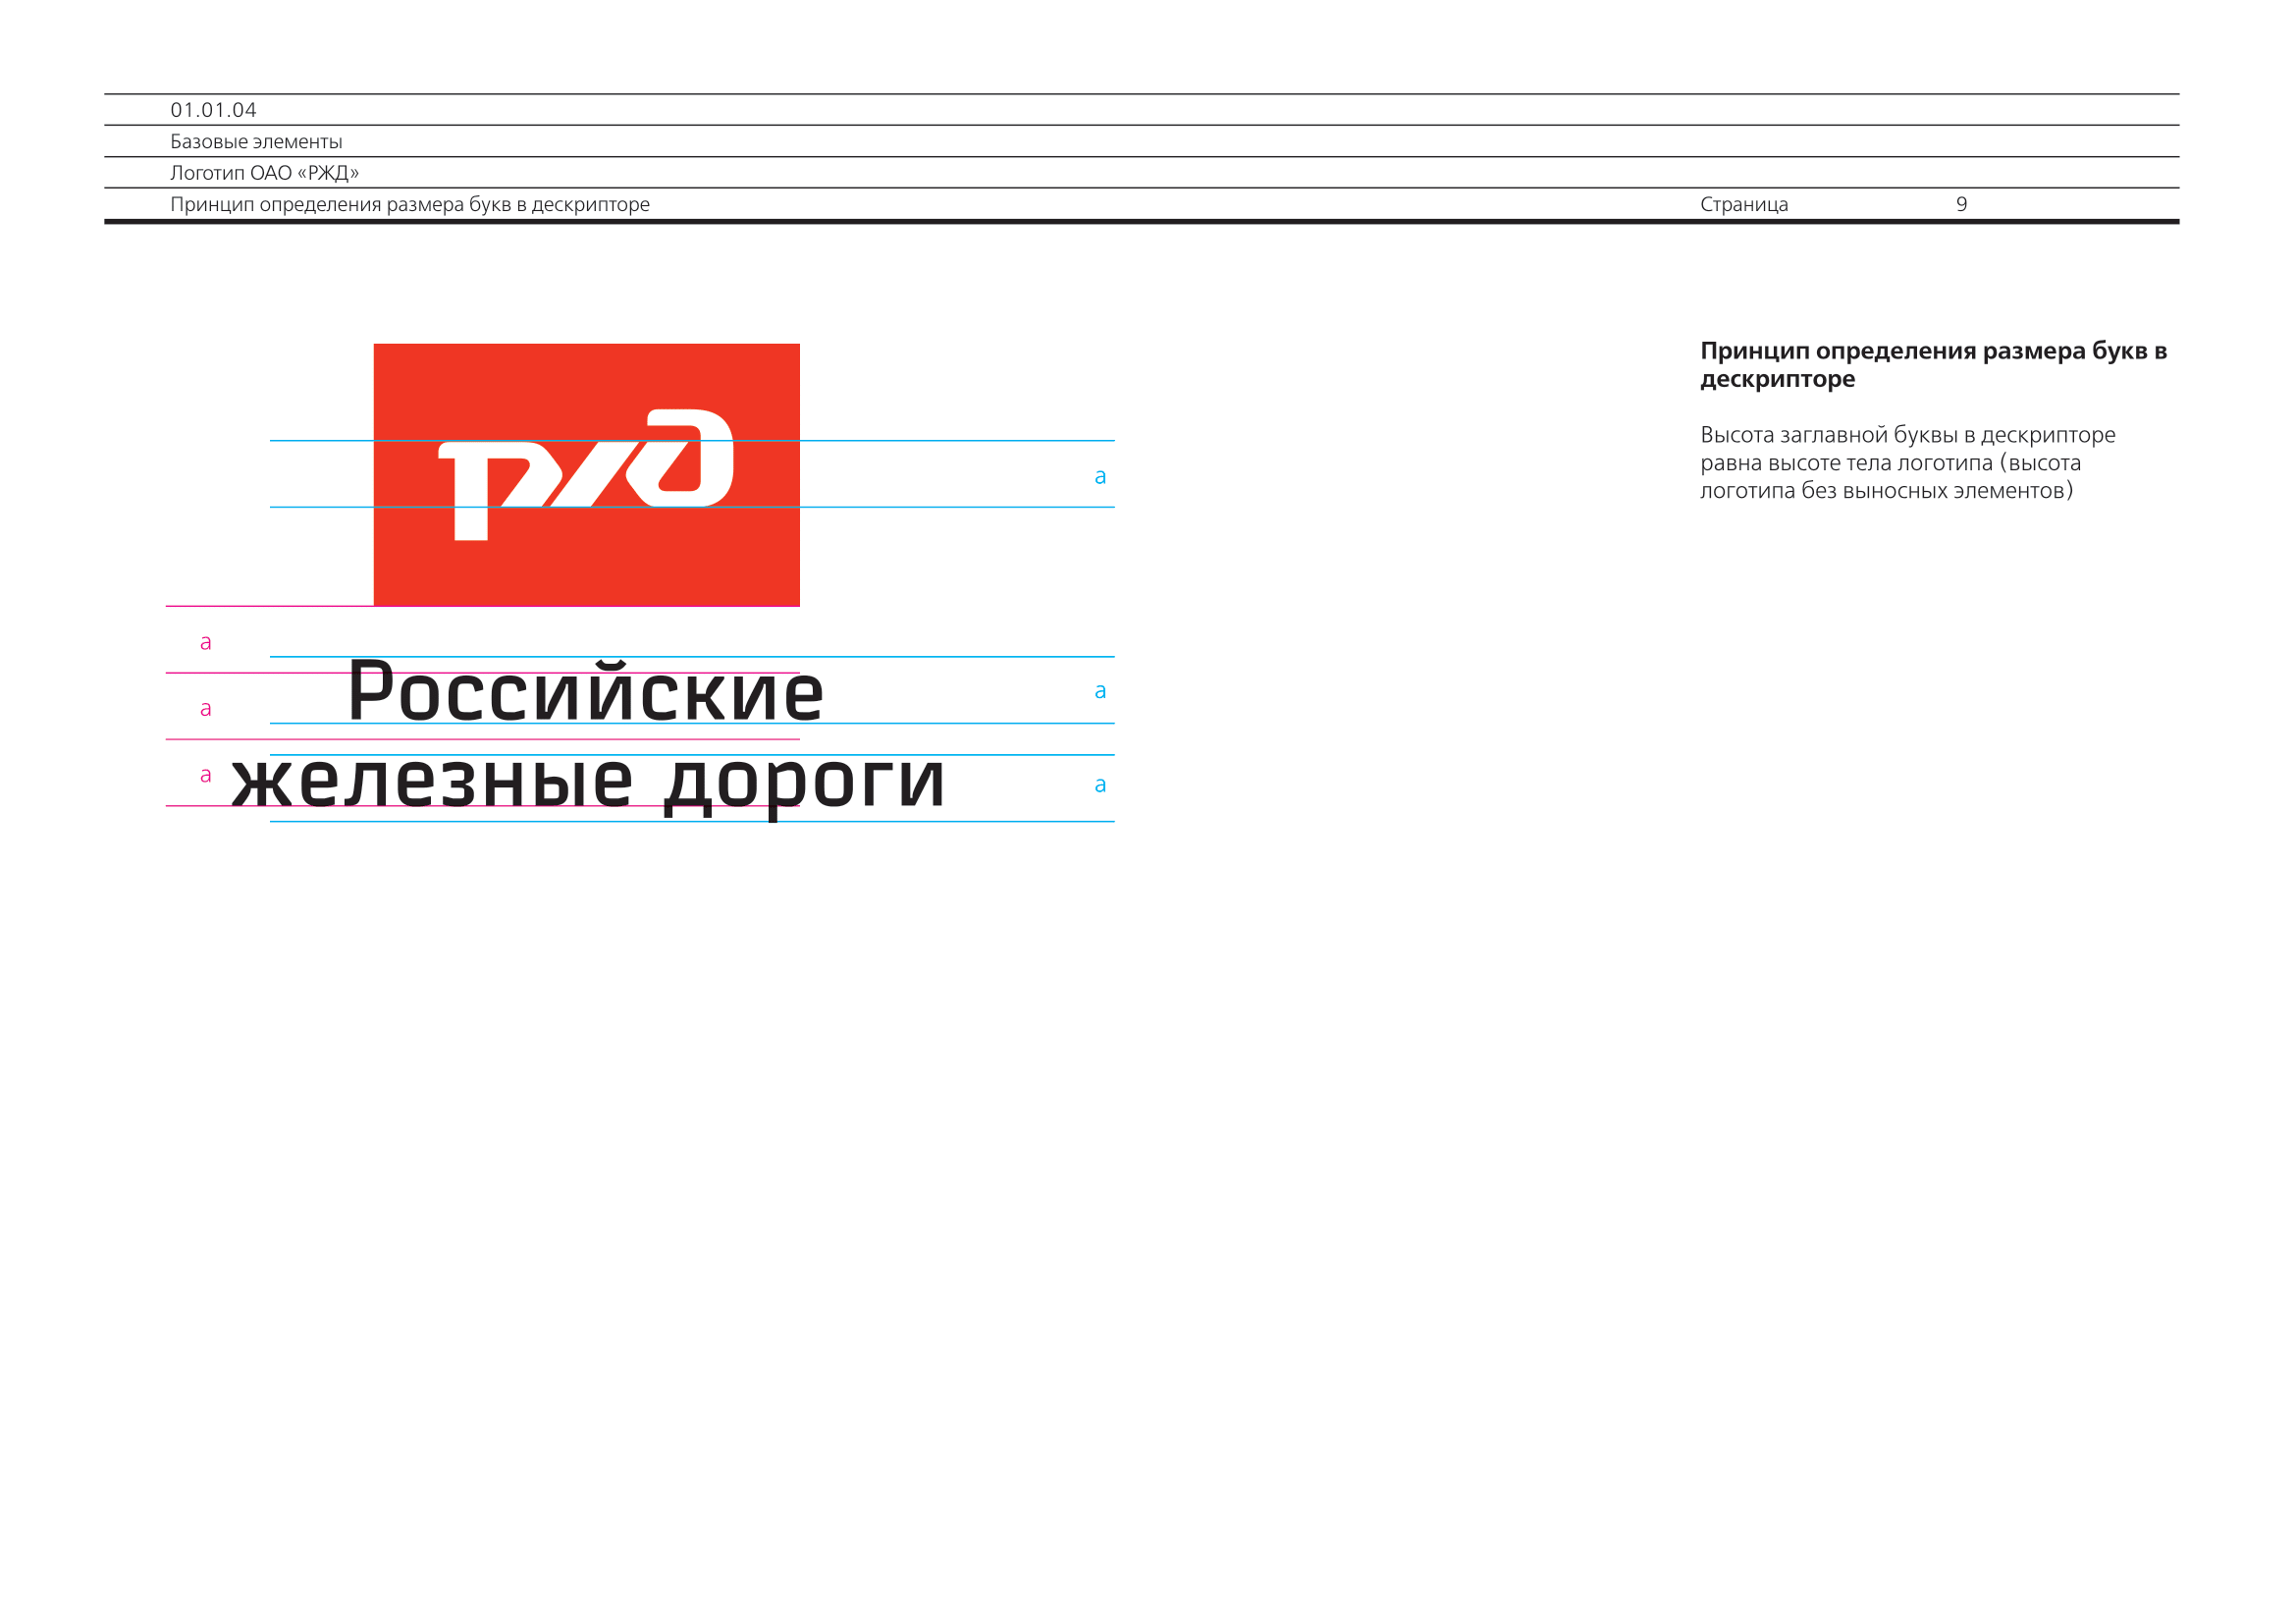 01.01.04
Базовые элементы
Логотип ОАО «РЖД»
Принцип определения размера букв в дескрипторе
Страница 9
ржд
a
a
Российские
a
a
a
железные дороги
a
Принцип определения размера букв в
дескрипторе
Высота заглавной буквы в дескрипторе
равна высоте тела логотипа (высота
логотипа без выносных элементов)